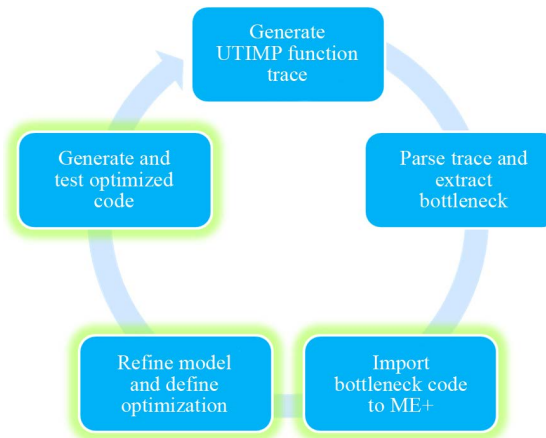 Generate
UTIMP function
trace
Parse trace and
extract
bottleneck
Import
bottleneck code
to ME+
Refine model
and define
optimization
Generate and
test optimized
code